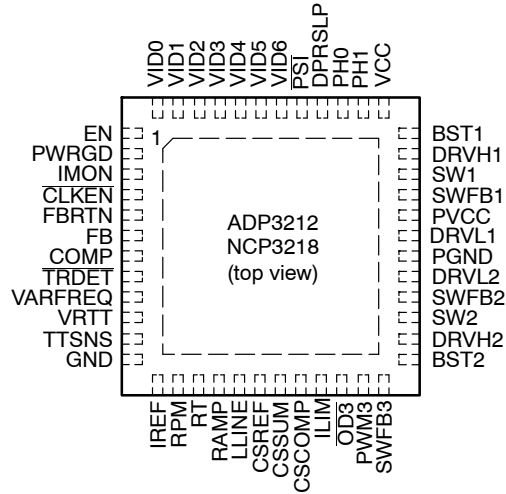 VID0
VID1
VID2
VID3
VID4
VID5
VID6
PSI
DPRSLP
PH0
PH1
VCC
EN
PWRGD
IMON
CLKEN
FBRTN
FB
COMP
TRDET
VARFREQ
VRTT
TTSNS
GND
1
ADP3212
NCP3218
(top view)
BST1
DRVH1
SW1
SWFB1
PVCC
DRVL1
PGND
DRVL2
SWFB2
SW2
DRVH2
BST2
IREF
RPM
RT
RAMP
LLINE
CSREF
CSSUM
CSCOMP
ILIM
OD3
PWM3
SWFB3